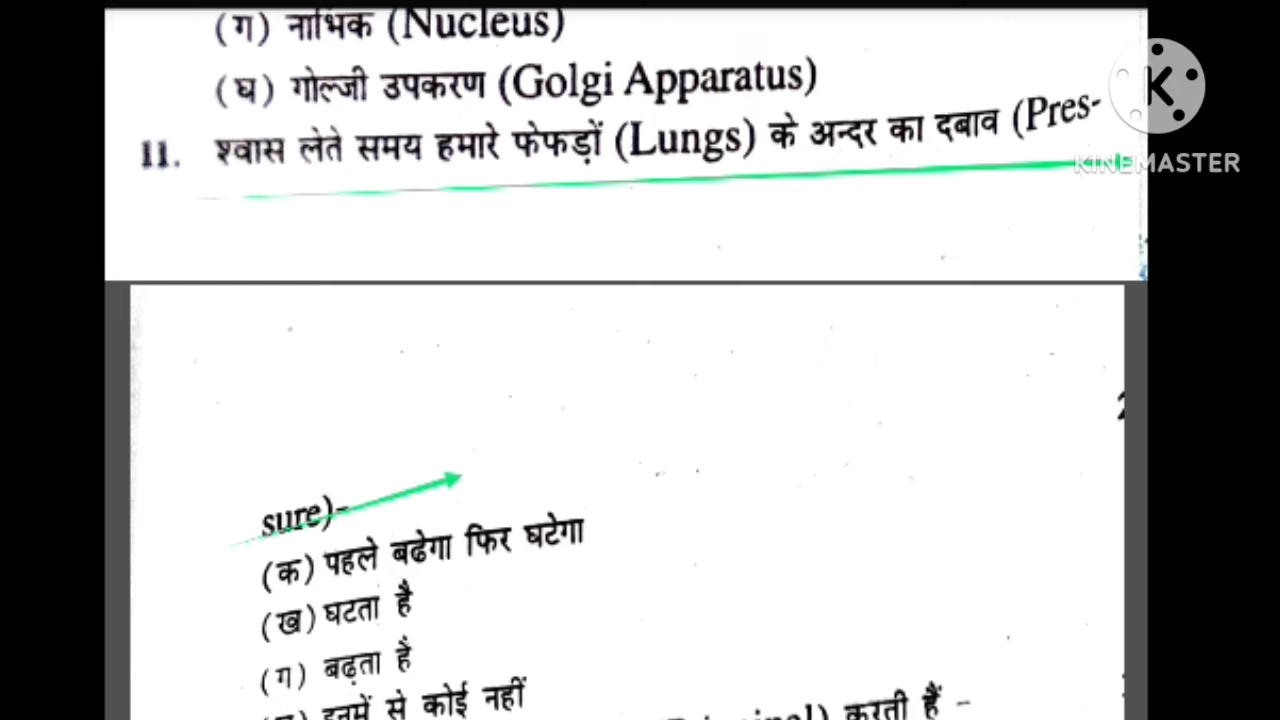 (ग) नाभिक (Nucleus)
(घ) गोल्जी उपकरण (Golgi Apparatus)
11. श्वास लेते समय हमारे फेफड़ों (Lungs) के अन्दर का दबाव (Pres-
K
KINEMASTER
sure)-
(क) पहले बढेगा फिर घटेगा
(ख) घटता है
(ग) बढ़ता है
इनमें से कोई नहीं
करती हैं -